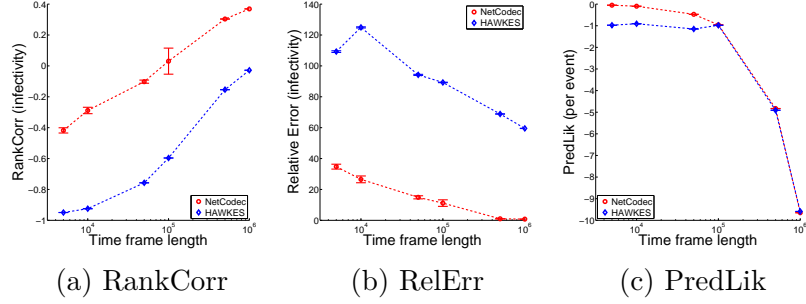 0.4
0.2
0
−0.2
−0.4
−0.6
−0.8
−1
RankCorr (infectivity)
10^4
10^5
10^6
Time frame length
NetCodec
HAWKES
(a) RankCorr
140
120
100
80
60
40
20
0
Relative Error (infectivity)
10^4
10^5
10^6
Time frame length
NetCodec
HAWKES
(b) RelErr
0
−1
−2
−3
−4
−5
−6
−7
−8
−9
−10
PredLik (per event)
10^4
10^5
10^6
Time frame length
NetCodec
HAWKES
(c) PredLik